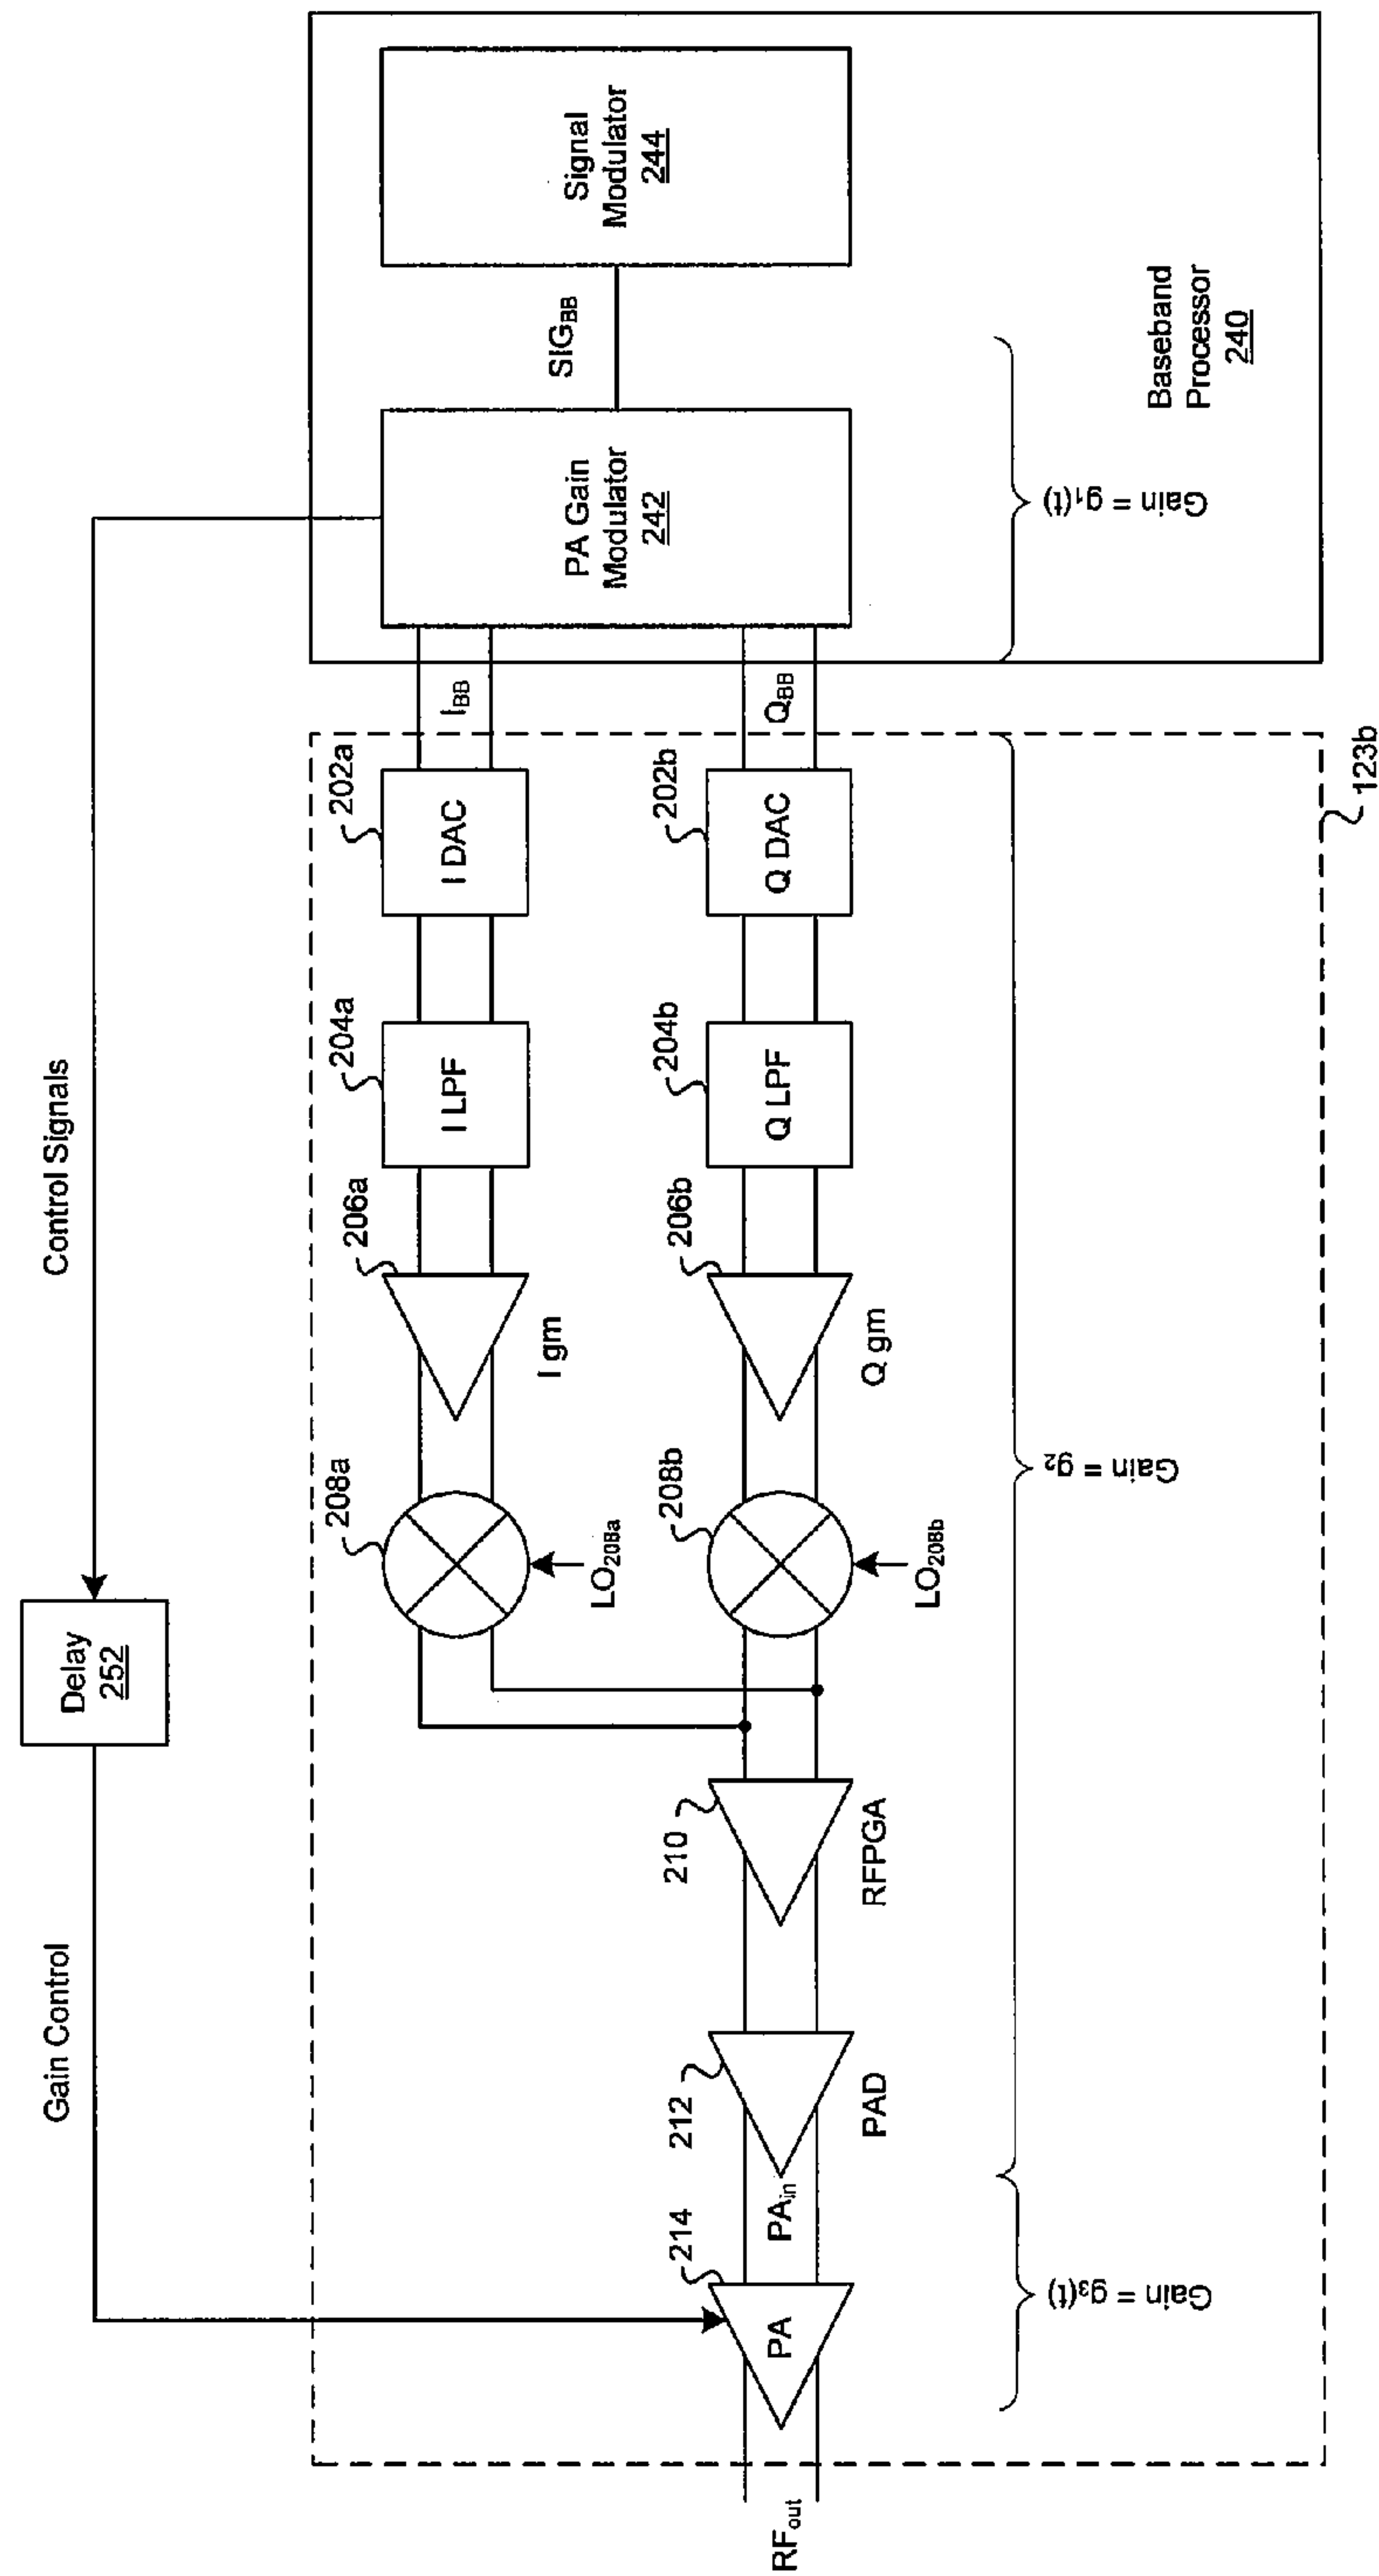 Gain Control
Delay
252
Control Signals
RFout
PA
214
PAin
212
PAD
210
RFPGA
208a
LO208a
208b
LO208b
206a
I gm
206b
Q gm
204a
I LPF
204b
Q LPF
202a
I DAC
202b
Q DAC
IBB
QBB
PA Gain
Modulator
242
SIGBB
Signal
Modulator
244
Baseband
Processor
240
Gain = g3(t)
Gain = g2
Gain = g1(t)
123b